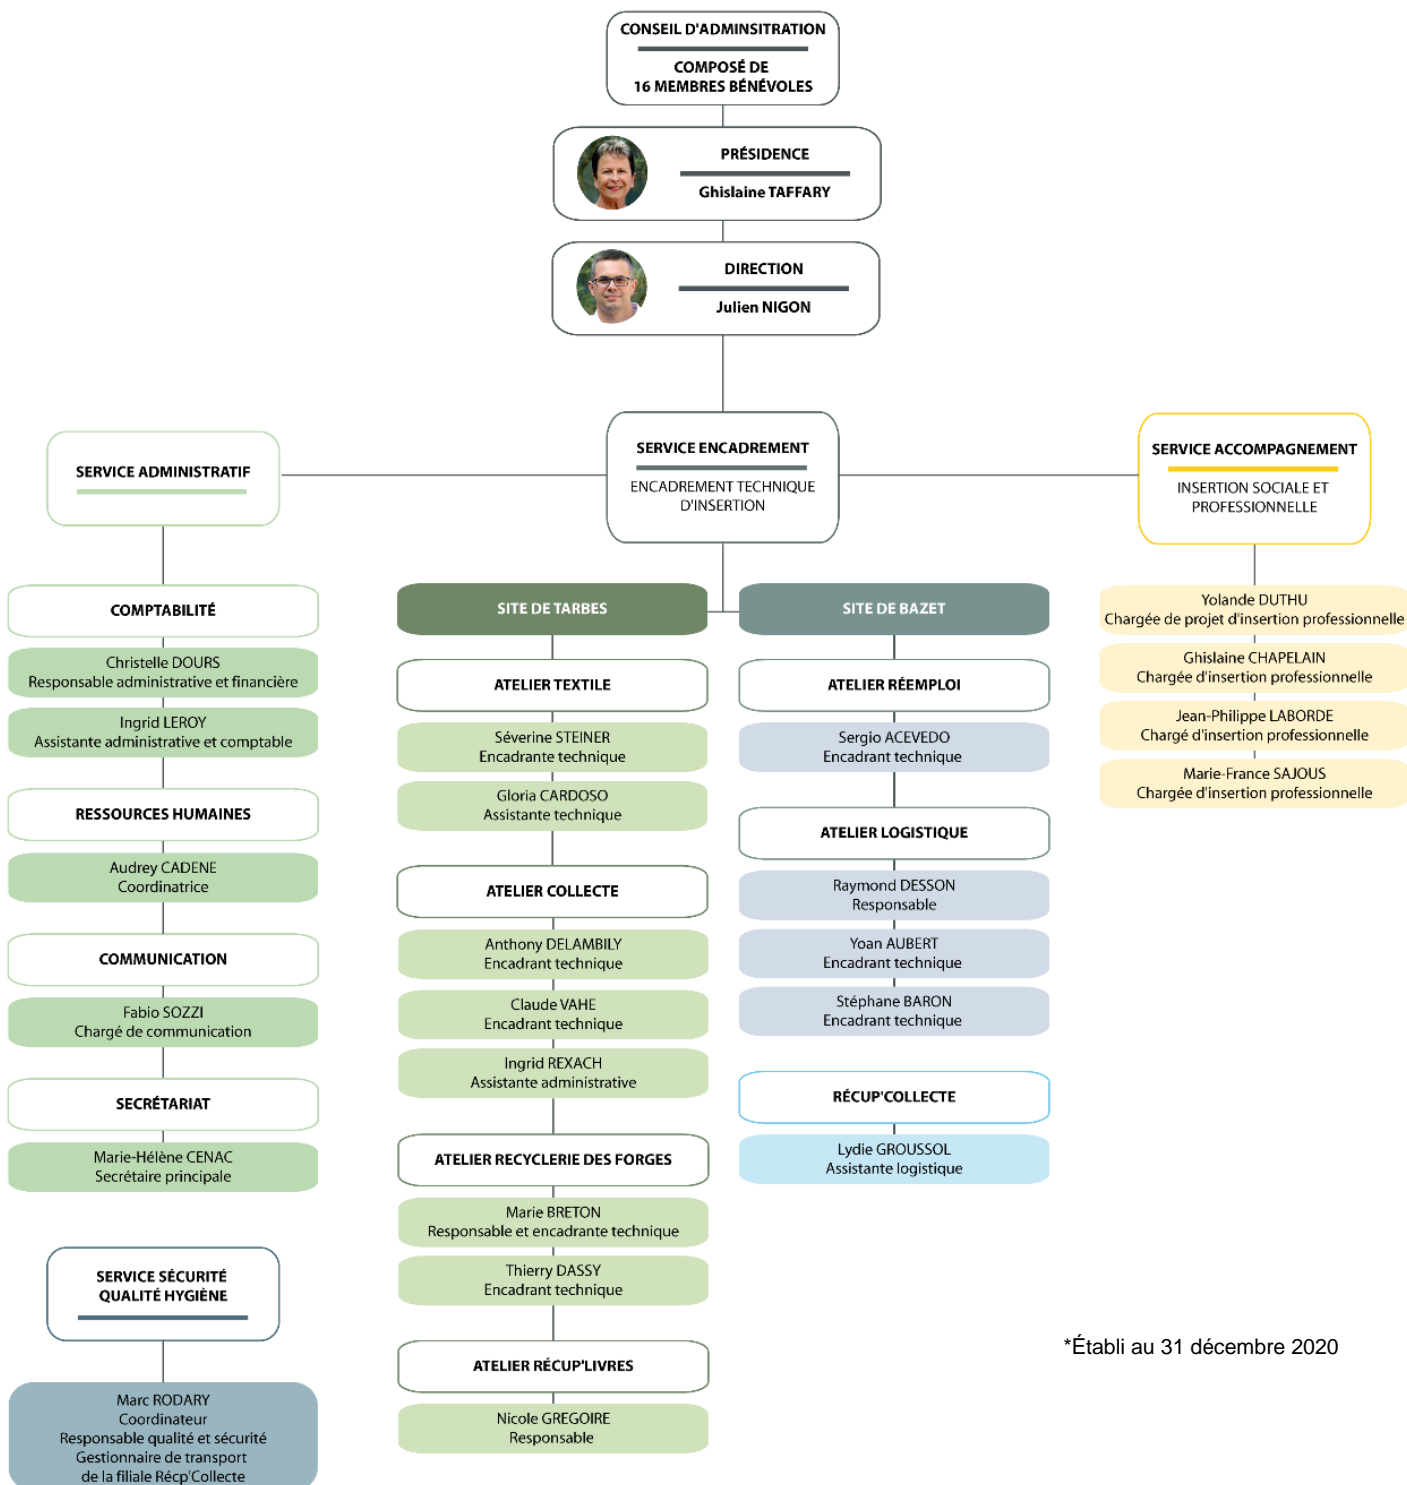 CONSEIL D'ADMINSITRATION
COMPOSÉ DE
16 MEMBRES BÉNÉVOLES
PRÉSIDENCE
Ghislaine TAFFARY
DIRECTION
Julien NIGON
SERVICE ADMINISTRATIF
SERVICE ENCADREMENT
ENCADREMENT TECHNIQUE
D'INSERTION
SERVICE ACCOMPAGNEMENT
INSERTION SOCIALE ET
PROFESSIONNELLE
COMPTABILITÉ
Christelle DOURS
Responsable administrative et financière
Ingrid LEROY
Assistante administrative et comptable
RESSOURCES HUMAINES
Audrey CADENE
Coordinatrice
COMMUNICATION
Fabio SOZZI
Chargé de communication
SECRÉTARIAT
Marie-Hélène CENAC
Secrétaire principale
SERVICE SÉCURITÉ
QUALITÉ HYGIÈNE
Marc RODARY
Coordinateur
Responsable qualité et sécurité
Gestionnaire de transport
de la filiale Récp'Collecte
SITE DE TARBES
ATELIER TEXTILE
Séverine STEINER
Encadrante technique
Gloria CARDOSO
Assistante technique
ATELIER COLLECTE
Anthony DELAMBILY
Encadrant technique
Claude VAHE
Encadrant technique
Ingrid REXACH
Assistante administrative
ATELIER RECYCLERIE DES FORGES
Marie BRETON
Responsable et encadrante technique
Thierry DASSY
Encadrant technique
ATELIER RÉCUP'LIVRES
Nicole GREGOIRE
Responsable
SITE DE BAZET
ATELIER RÉEMPLOI
Sergio ACEVEDO
Encadrant technique
ATELIER LOGISTIQUE
Raymond DESSON
Responsable
Yoan AUBERT
Encadrant technique
Stéphane BARON
Encadrant technique
RÉCUP'COLLECTE
Lydie GROUSSOL
Assistante logistique
Yolande DUTHU
Chargée de projet d'insertion professionnelle
Ghislaine CHAPELAIN
Chargée d'insertion professionnelle
Jean-Philippe LABORDE
Chargé d'insertion professionnelle
Marie-France SAJOUS
Chargée d'insertion professionnelle
*Établi au 31 décembre 2020